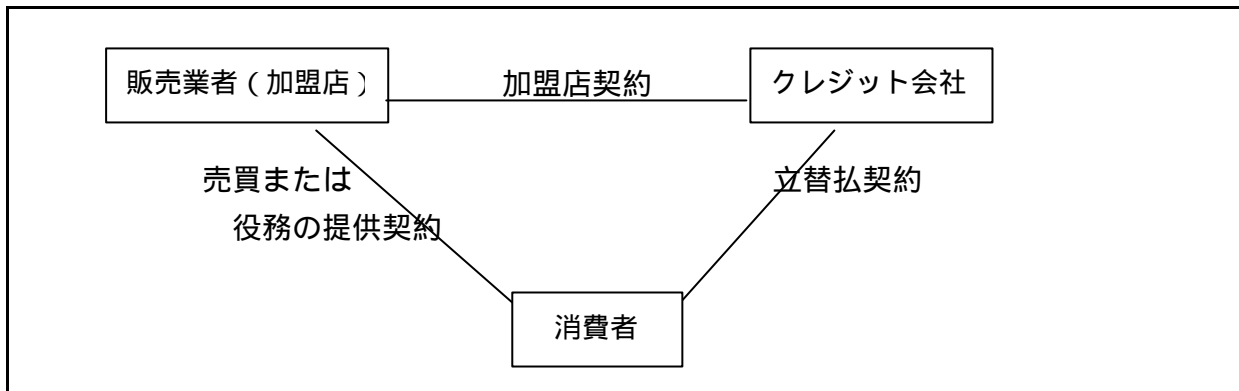 販売業者（加盟店）
加盟店契約
クレジット会社
売買または
役務の提供契約
立替払契約
消費者